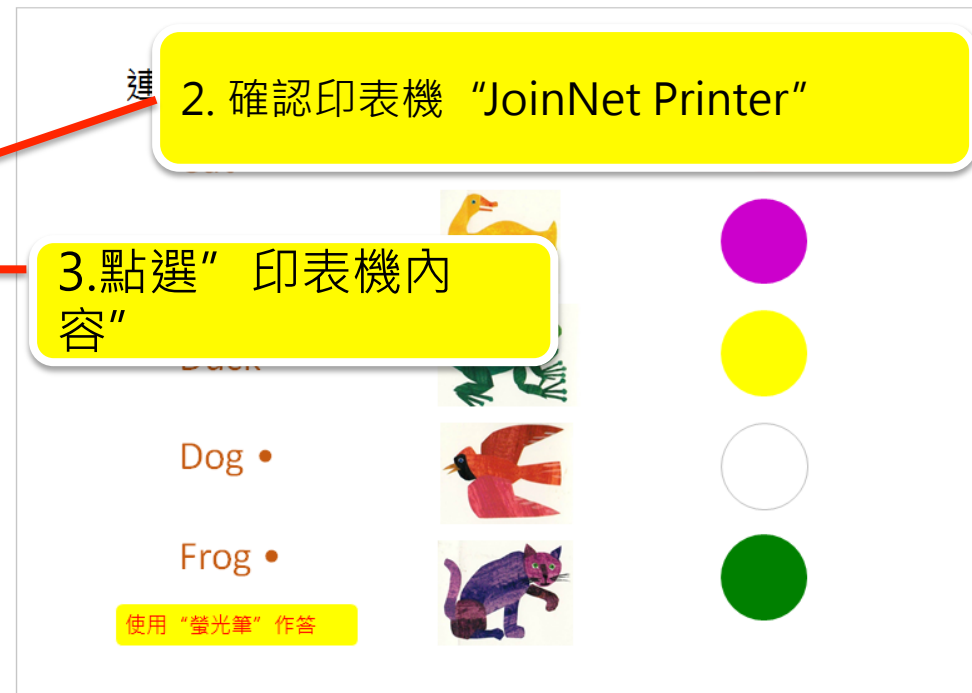 連
2. 確認印表機“JoinNet Printer”
3.點選”印表機內
容”
Dog •
Frog •
使用“螢光筆”作答